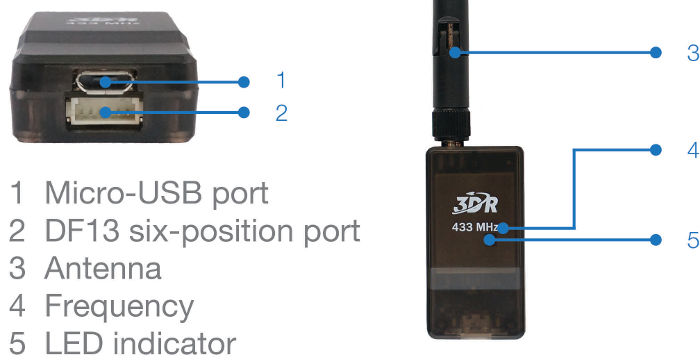 3DR
433 MHz
1
2
1 Micro-USB port
2 DF13 six-position port
3 Antenna
4 Frequency
5 LED indicator
3
4
3DR
433 MHz
5